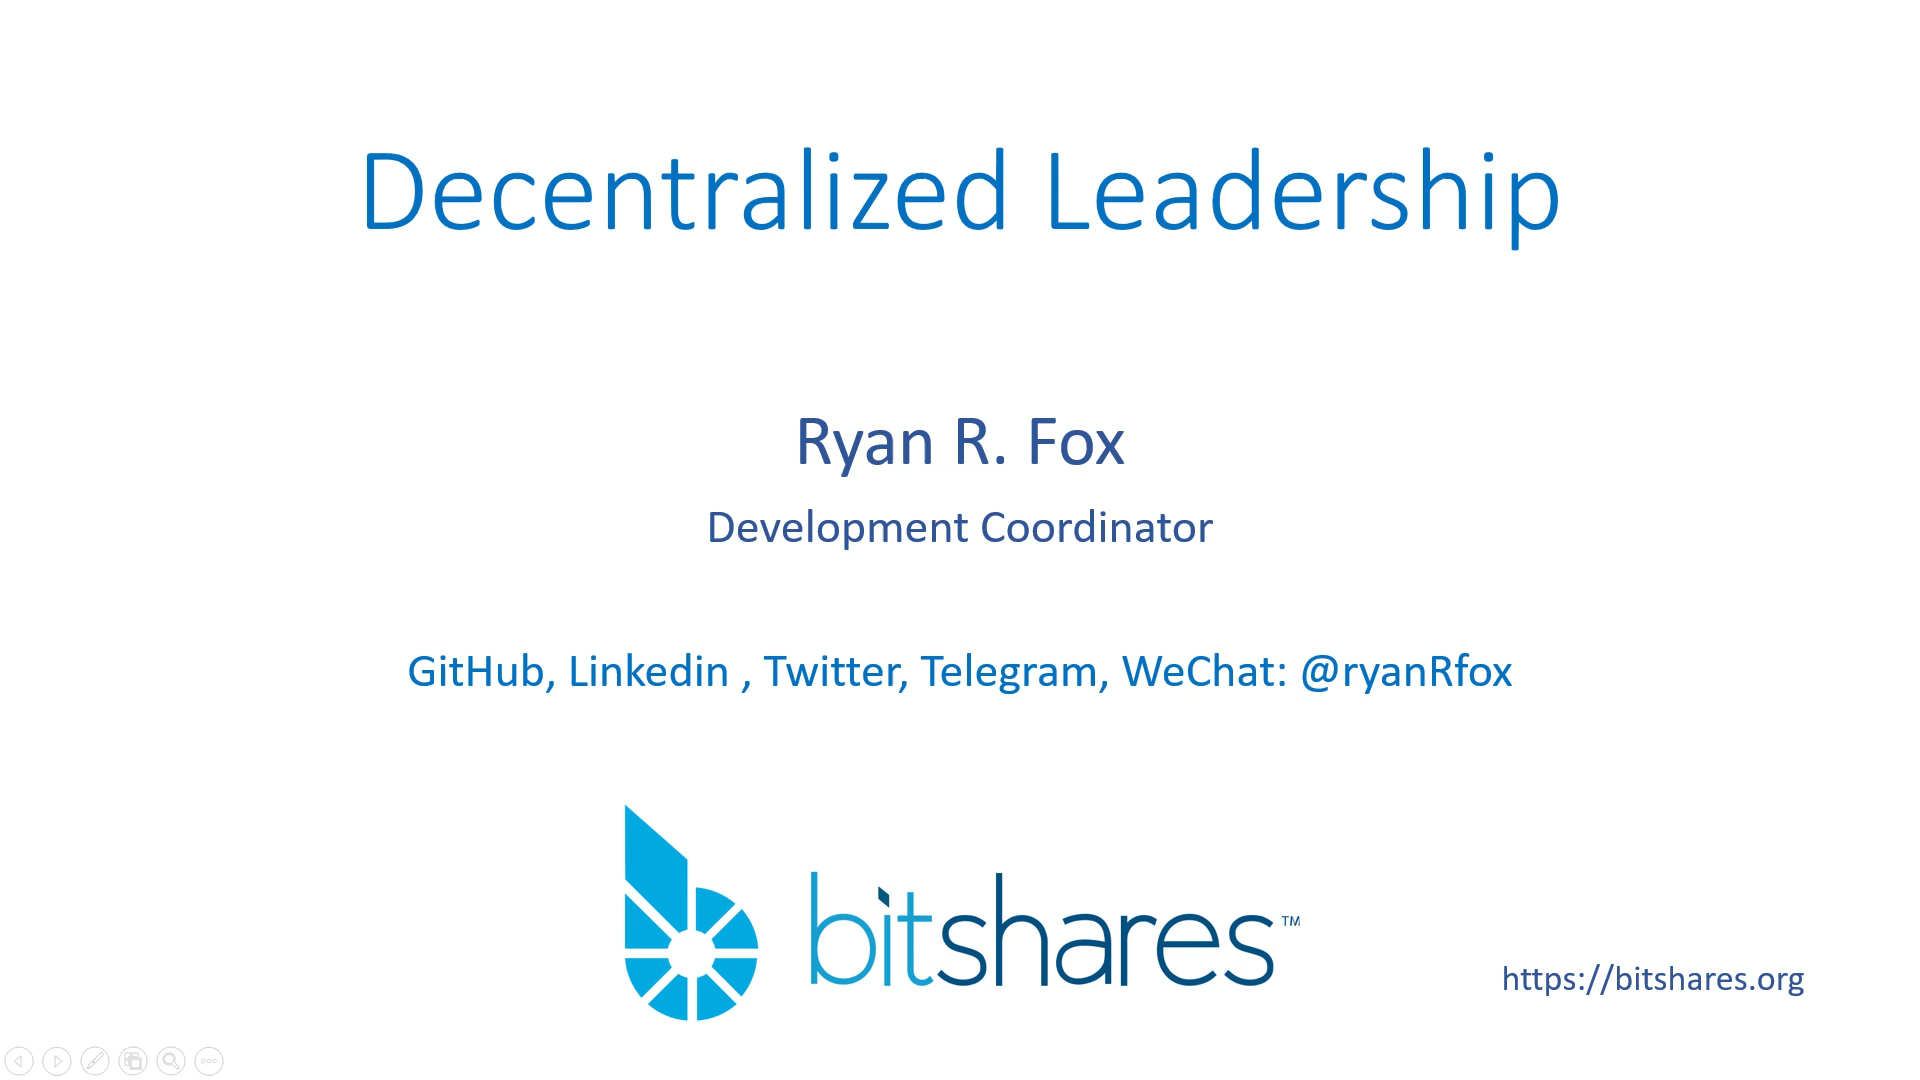 Decentralized Leadership
Ryan R. Fox
Development Coordinator
GitHub, Linkedin , Twitter, Telegram, WeChat: @ryanRfox
bitshares™
https://bitshares.org